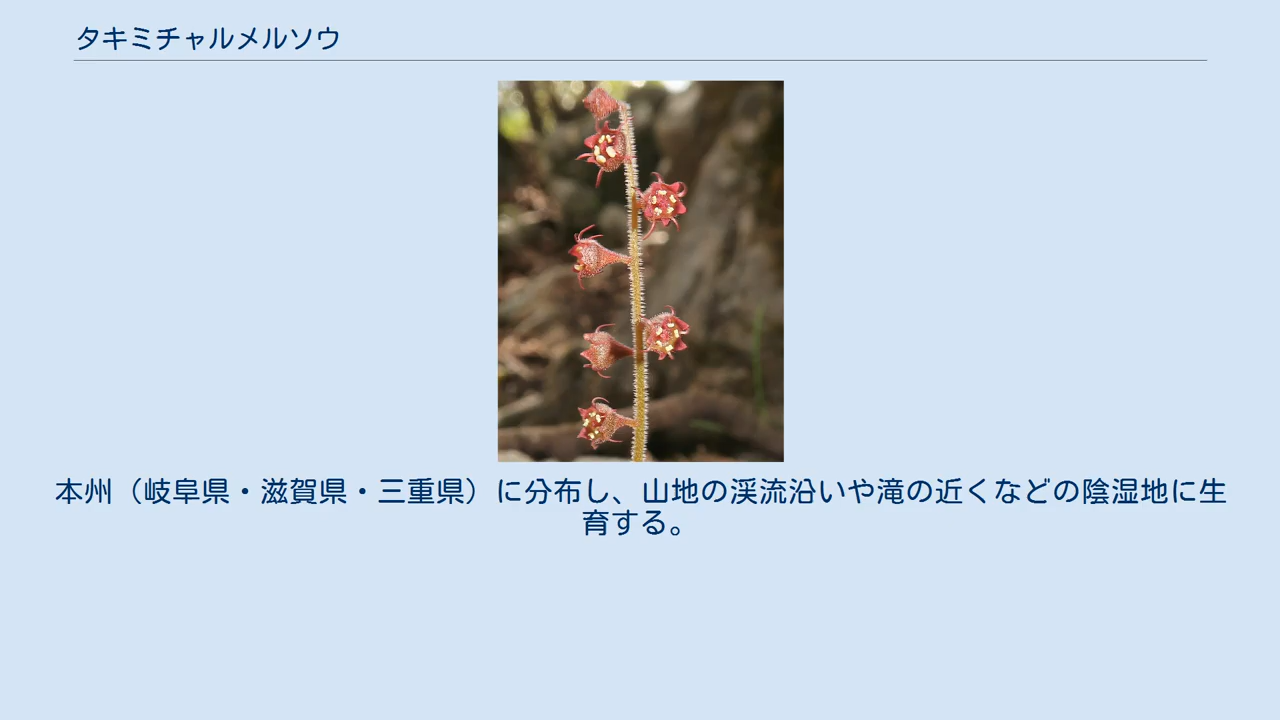 タキミチャルメルソウ
本州（岐阜県・滋賀県・三重県）に分布し、山地の渓流沿いや滝の近くなどの陰湿地に生
育する。